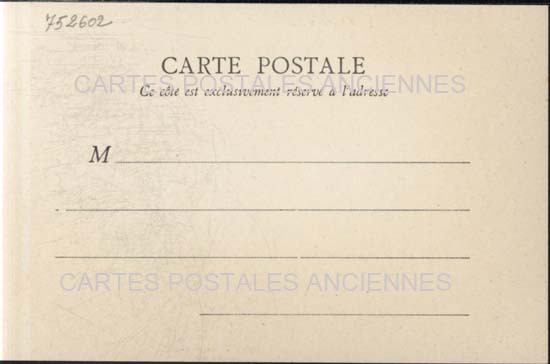 752602
CARTE POSTALE
CARTES POSTALES ANCIENNES
Ce côté est exclusivement réservé à l'adresse
M
CARTES POSTALES ANCIENNES